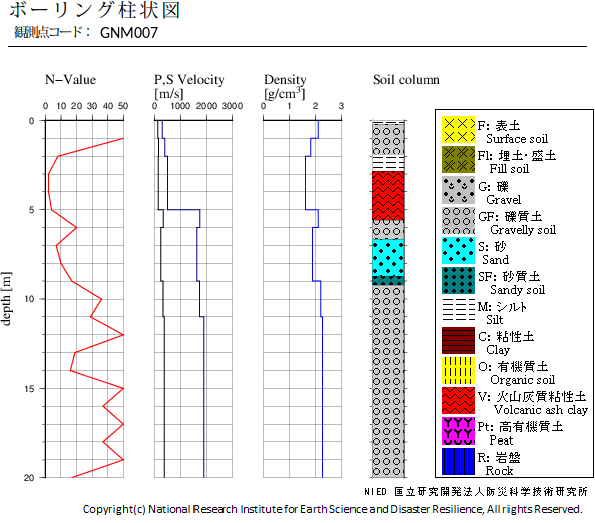 ボーリング柱状図
観測点コード： GNM007
N−Value P,S Velocity Density Soil column
[m/s] [g/cm³]
0 10 20 30 40 50 0 1000 2000 3000 0 1 2 3
0
5
10
15
20
depth [m]
F: 表土
Surface soil
Fl: 埋土・盛土
Fill soil
G: 礫
Gravel
GF: 礫質土
Gravelly soil
S: 砂
Sand
SF: 砂質土
Sandy soil
M: シルト
Silt
C: 粘性土
Clay
O: 有機質土
Organic soil
V: 火山灰質粘性土
Volcanic ash clay
Pt: 高有機質土
Peat
R: 岩盤
Rock
NIED 国立研究開発法人防災科学技術研究所
Copyright(c) National Research Institute for Earth Science and Disaster Resilience, All rights Reserved.